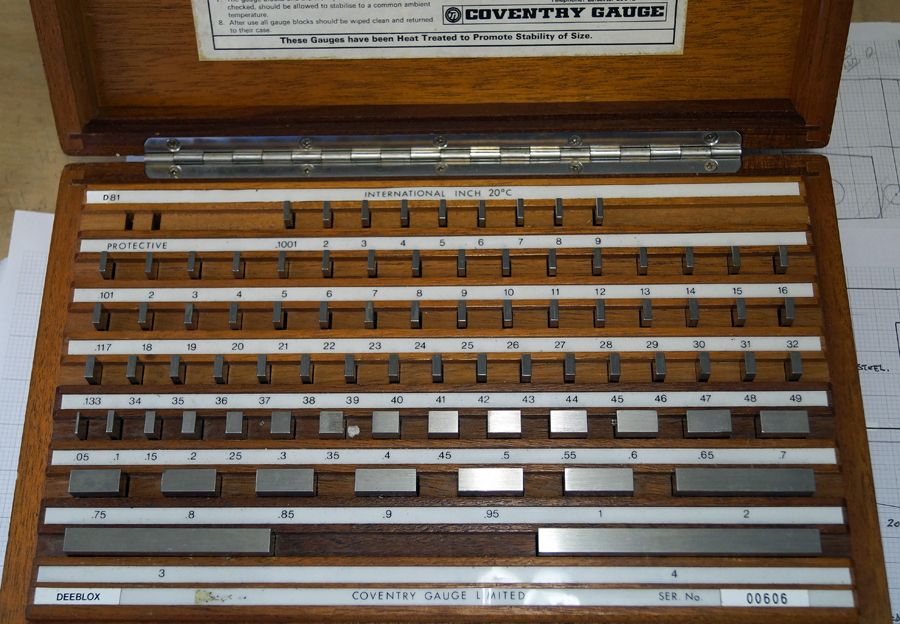 checked, should be allowed to stabilise to a common ambient
temperature.
8. After use all gauge blocks should be wiped clean and returned
to their case.
COVENTRY GAUGE
These Gauges have been Heat Treated to Promote Stability of Size.
D81 INTERNATIONAL INCH 20°C
PROTECTIVE .1001 2 3 4 5 6 7 8 9
.101 2 3 4 5 6 7 8 9 10 11 12 13 14 15 16
.117 18 19 20 21 22 23 24 25 26 27 28 29 30 31 32
.133 34 35 36 37 38 39 40 41 42 43 44 45 46 47 48 49
.05 .1 .15 .2 .25 .3 .35 .4 .45 .5 .55 .6 .65 .7
.75 .8 .85 .9 .95 1 2
3 4
DEEBLOX COVENTRY GAUGE LIMITED SER. No. 00606